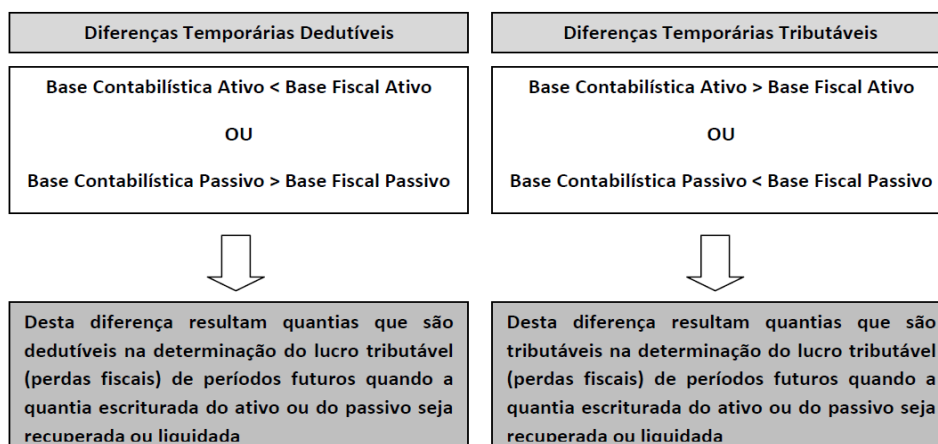 Diferenças Temporárias Dedutíveis
Base Contabilística Ativo < Base Fiscal Ativo
OU
Base Contabilística Passivo > Base Fiscal Passivo
Desta diferença resultam quantias que são
dedutíveis na determinação do lucro tributável
(perdas fiscais) de períodos futuros quando a
quantia escriturada do ativo ou do passivo seja
recuperada ou liquidada
Diferenças Temporárias Tributáveis
Base Contabilística Ativo > Base Fiscal Ativo
OU
Base Contabilística Passivo < Base Fiscal Passivo
Desta diferença resultam quantias que são
tributáveis na determinação do lucro tributável
(perdas fiscais) de períodos futuros quando a
quantia escriturada do ativo ou do passivo seja
recuperada ou liquidada